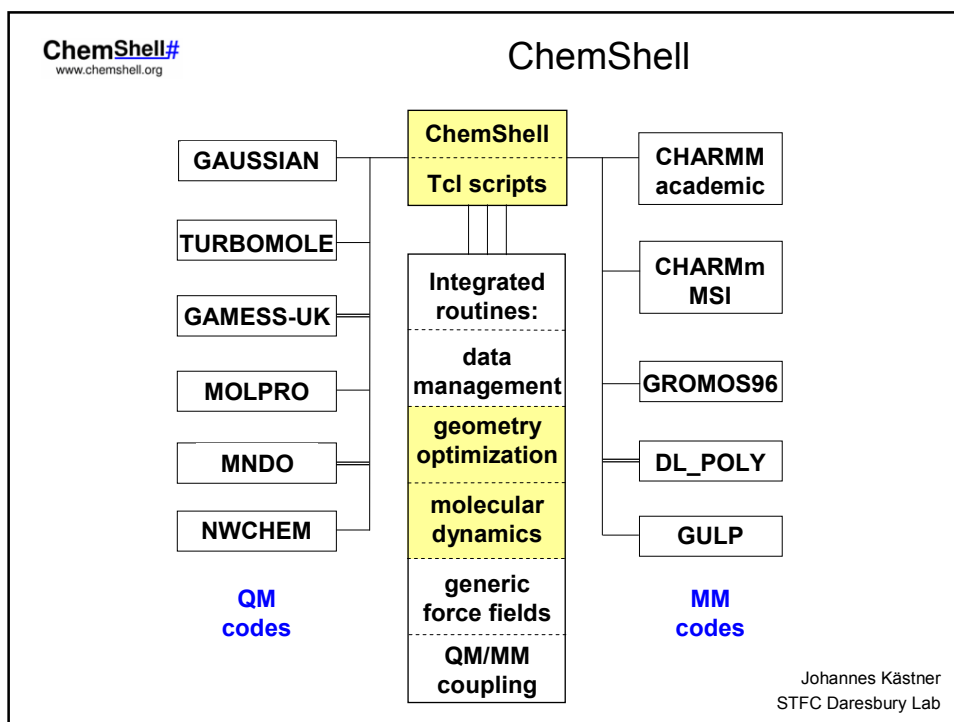 ChemShell#
www.chemshell.org
ChemShell
ChemShell
Tcl scripts
GAUSSIAN
TURBOMOLE
GAMESS-UK
MOLPRO
MNDO
NWCHEM
QM
codes
Integrated
routines:
data
management
geometry
optimization
molecular
dynamics
generic
force fields
QM/MM
coupling
CHARMM
academic
CHARMm
MSI
GROMOS96
DL_POLY
GULP
MM
codes
Johannes Kästner
STFC Daresbury Lab